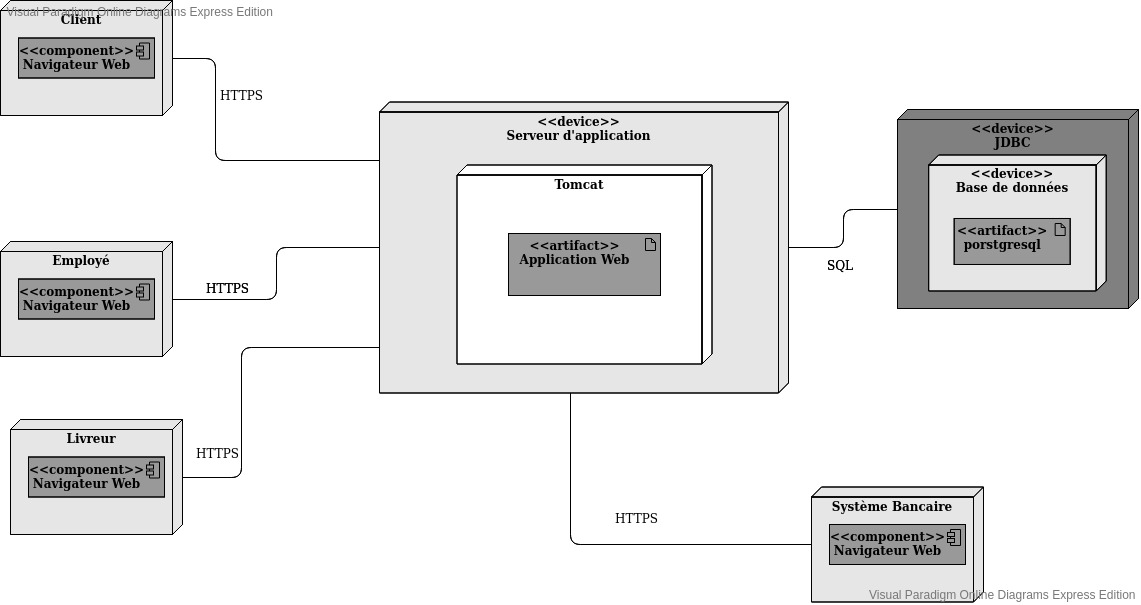 Visual Paradigm Online Diagrams Express Edition
Client
<<component>>
Navigateur Web
HTTPS
<<device>>
Serveur d'application
Tomcat
<<artifact>>
Application Web
<<device>>
JDBC
<<device>>
Base de données
<<artifact>>
porstgresql
SQL
Employé
<<component>>
Navigateur Web
HTTPS
Livreur
<<component>>
Navigateur Web
HTTPS
HTTPS
Système Bancaire
<<component>>
Navigateur Web
Visual Paradigm Online Diagrams Express Edition